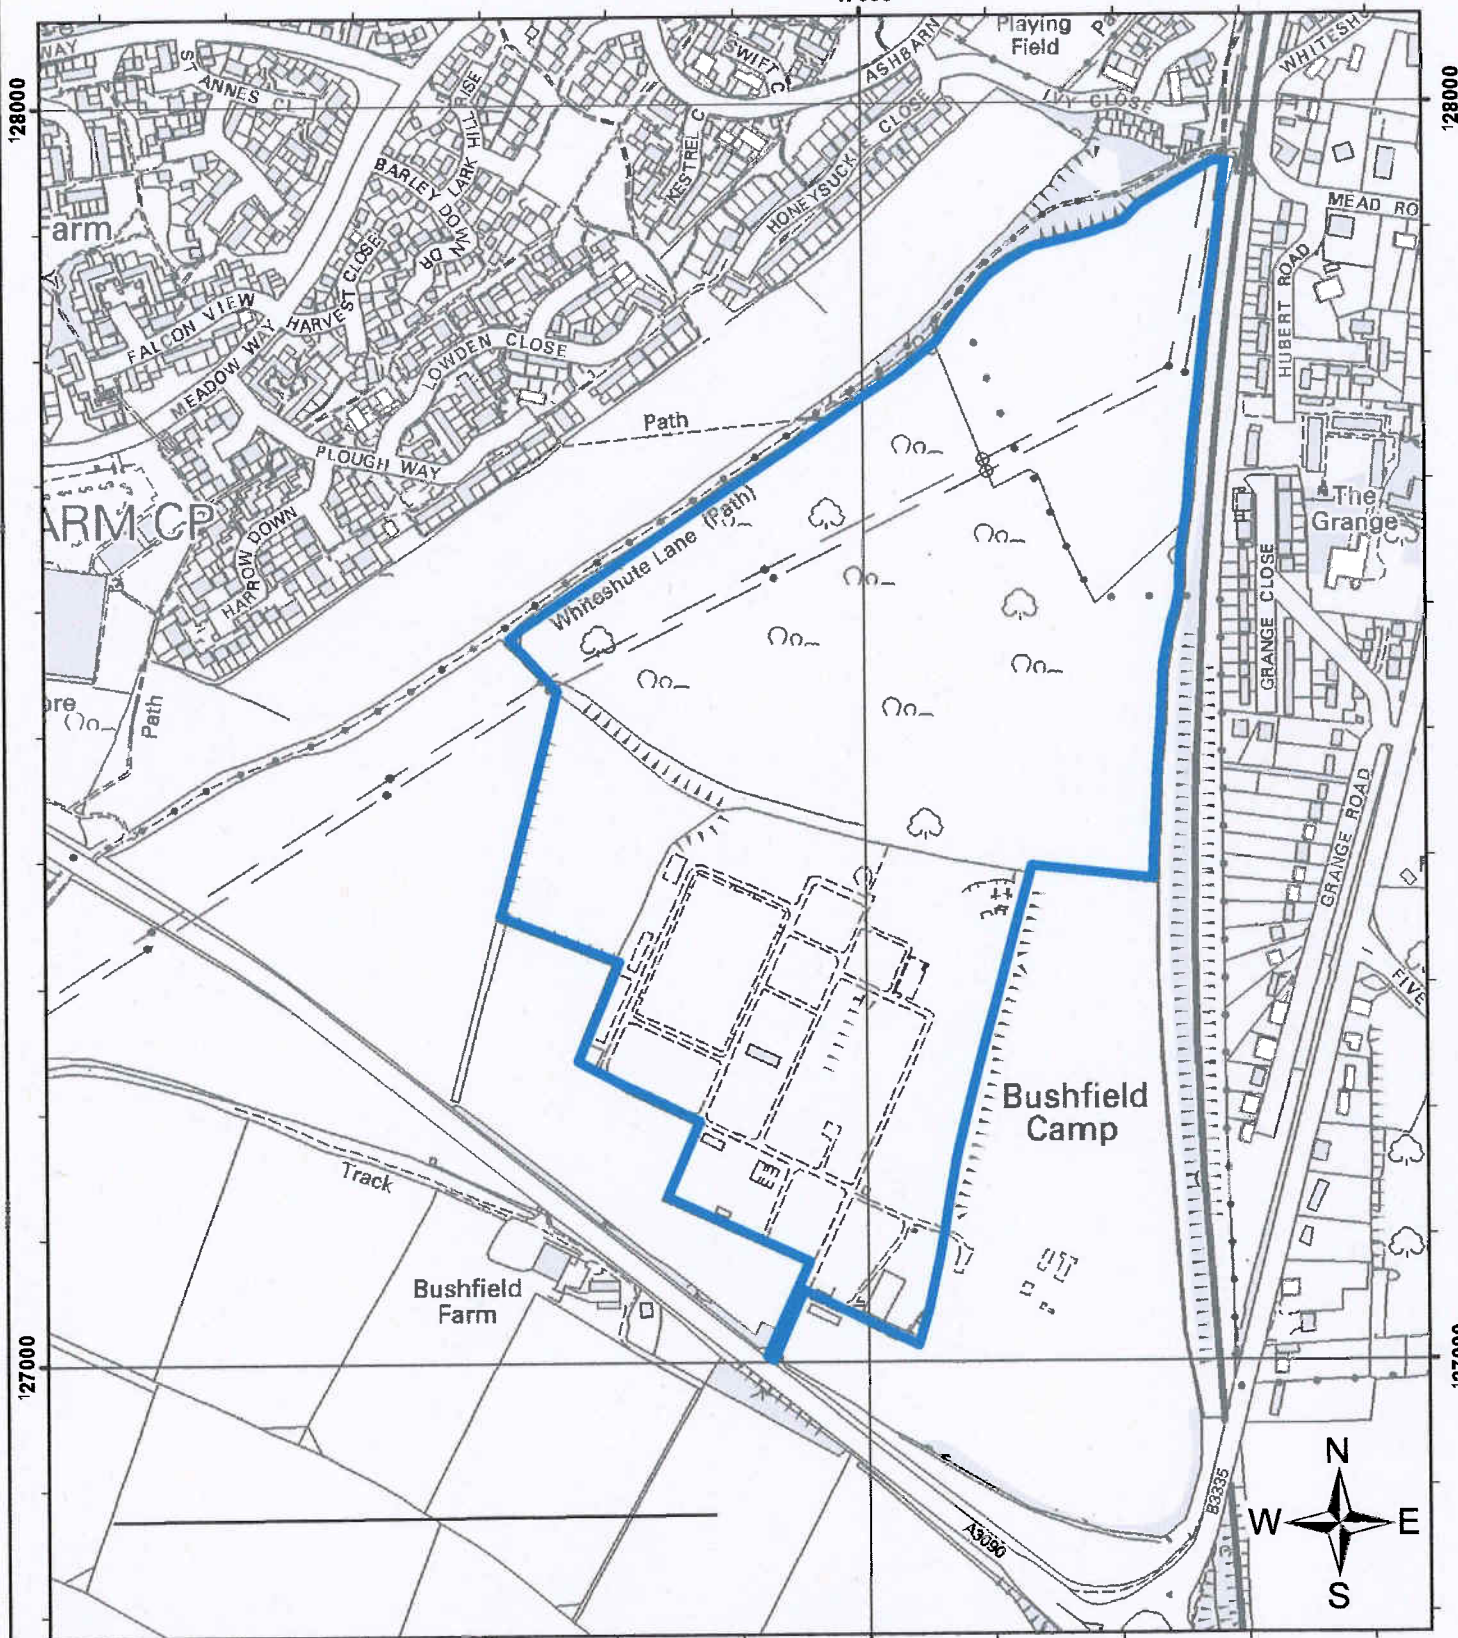 Playing
Field
WAY
ST ANNES CL
SWIFT C
ASHBARN
WHITESHU
128000
128000
IVY CLOSE
LARK HILL RISE
BARLEY DOWN DR
KESTREL C
HONEYSUCK
CLOSE
MEAD RO
Farm
HARVEST CLOSE
HUBERT ROAD
FALCON VIEW
MEADOW WAY
LOWDEN CLOSE
Path
PLOUGH WAY
ARM CP
HARROW DOWN
Whiteshute Lane (Path)
The
Grange
GRANGE CLOSE
Path
GRANGE ROAD
FIVE
Bushfield
Camp
Track
Bushfield
Farm
127000
A3090
B3335
N
W E
S